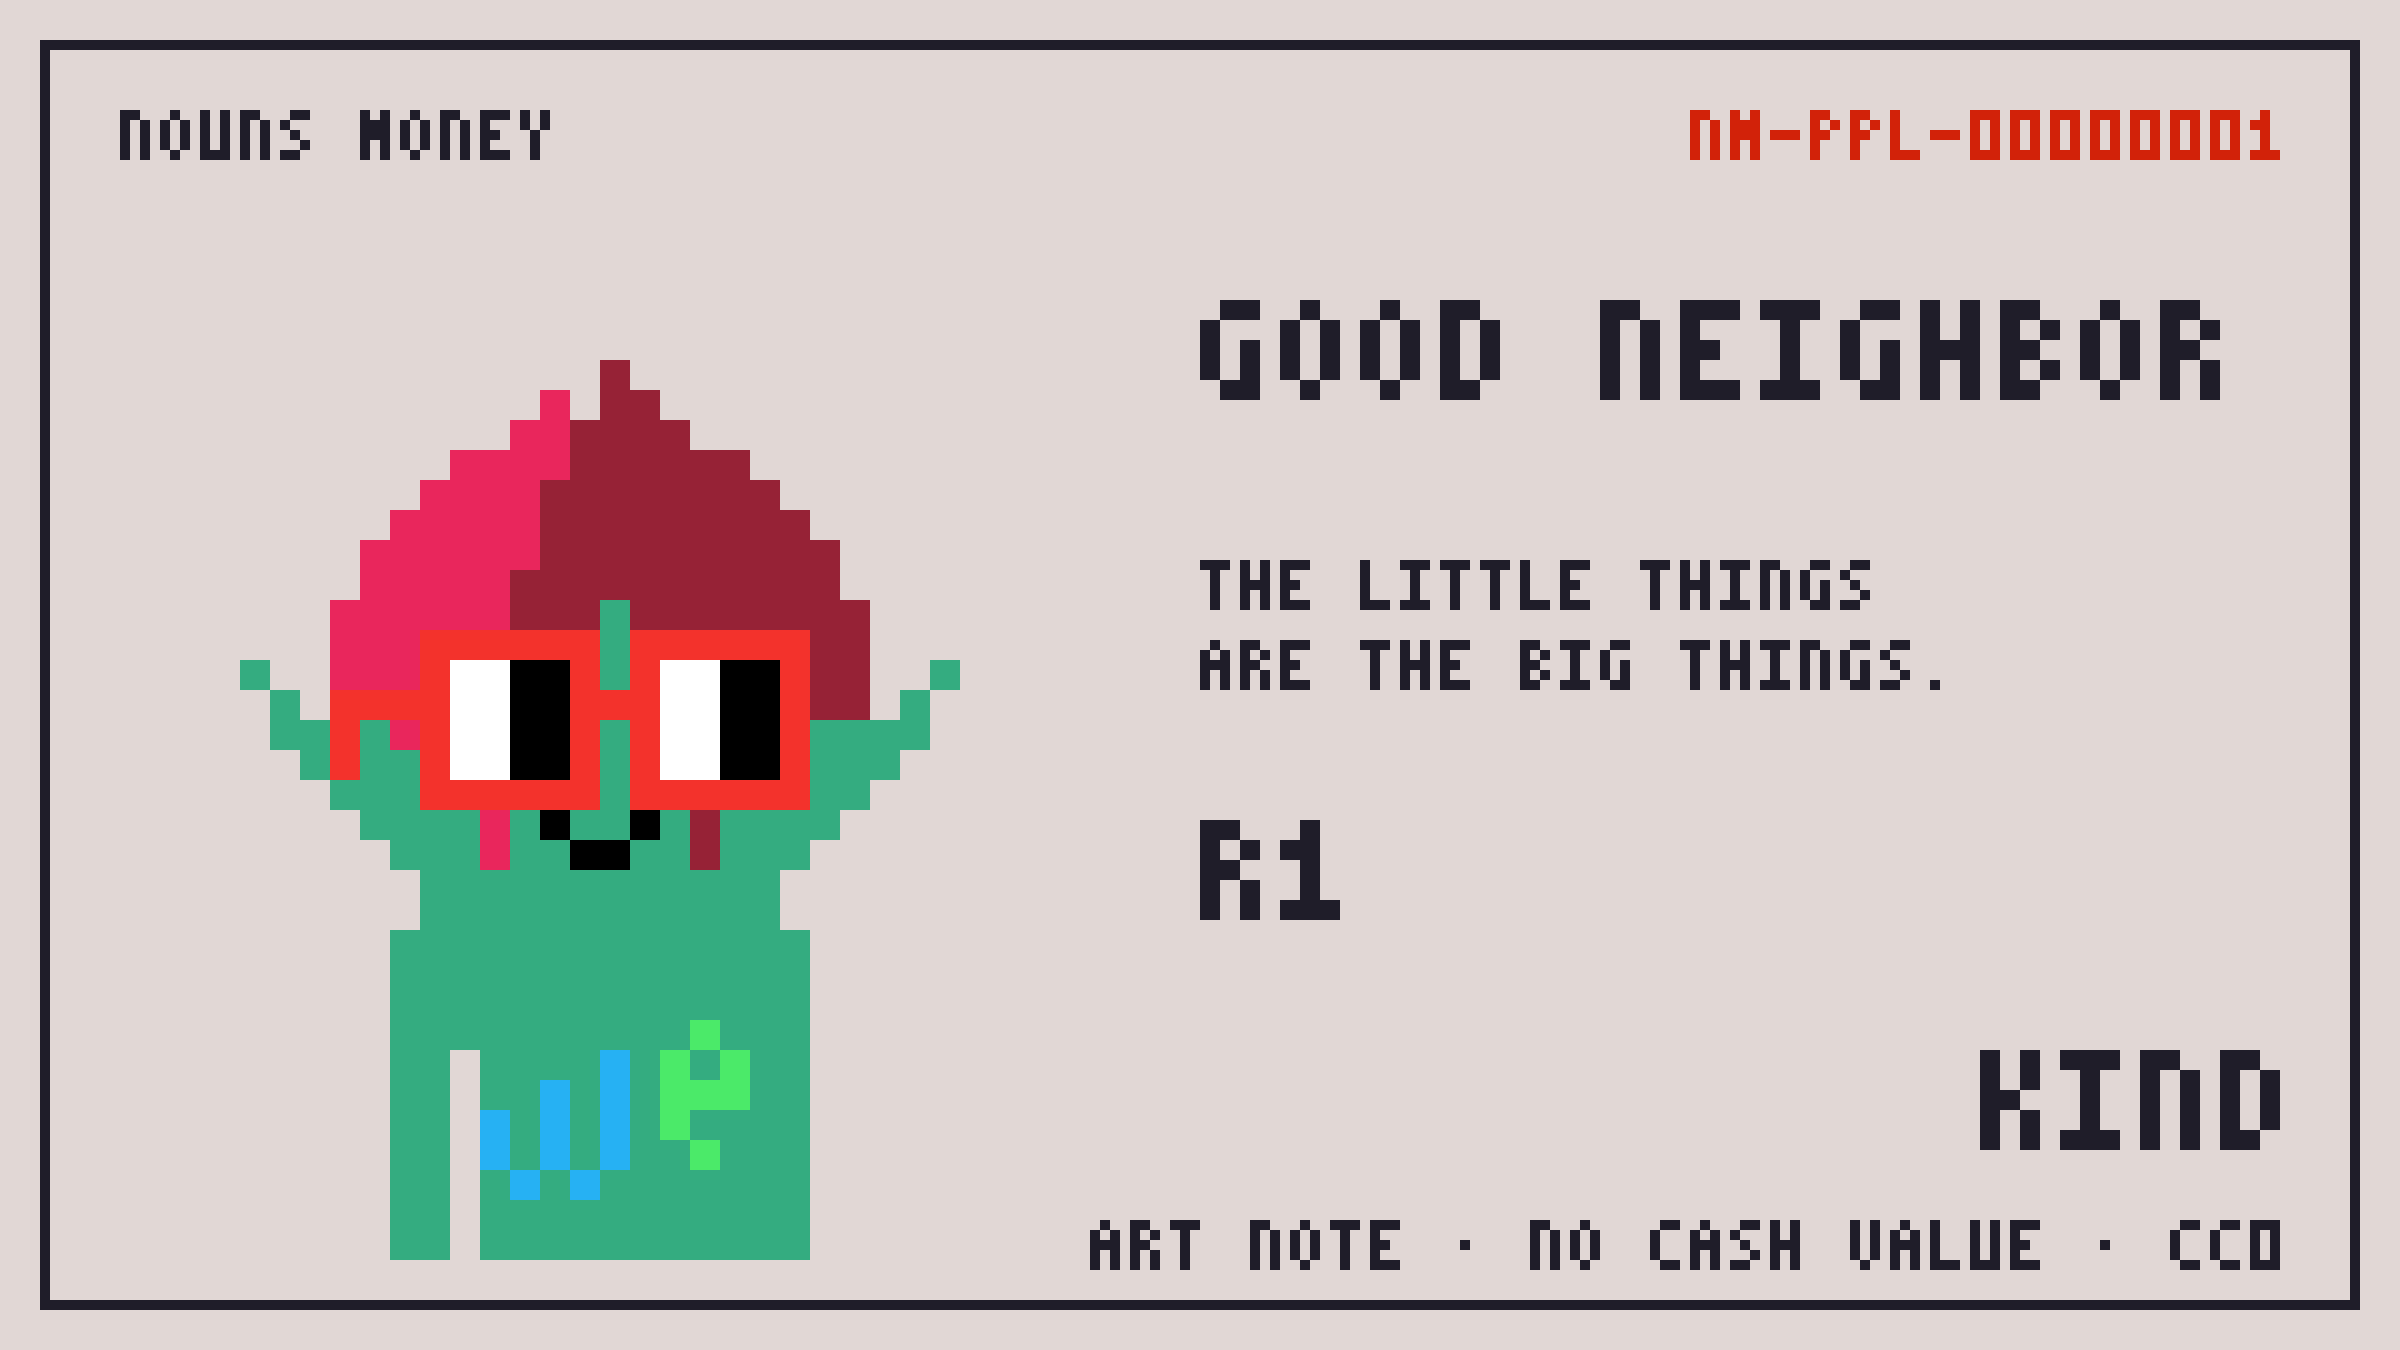 NOUNS MONEY
NM-PPL-00000001
GOOD NEIGHBOR
THE LITTLE THINGS
ARE THE BIG THINGS.
R1
we
KIND
ART NOTE · NO CASH VALUE · CC0